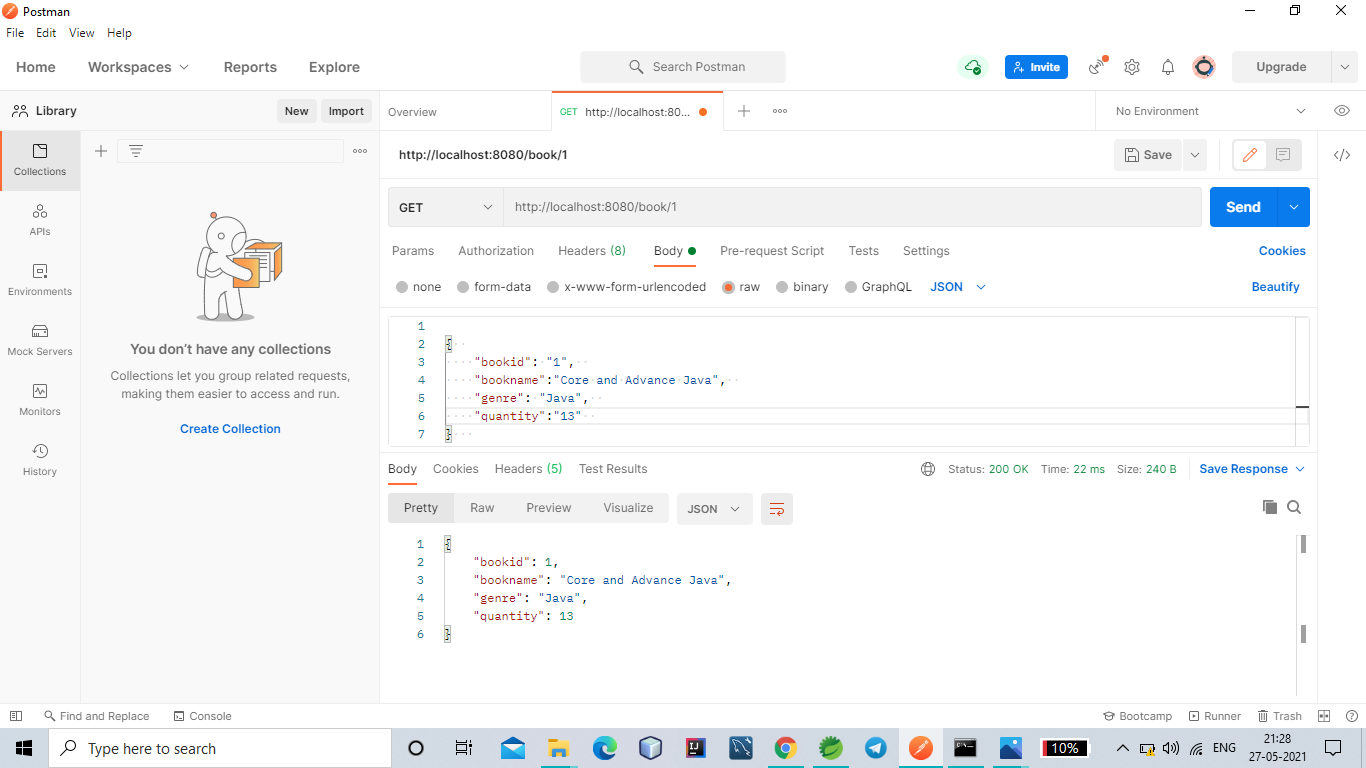 Postman
File Edit View Help
Home Workspaces Reports Explore Search Postman Invite Upgrade
Library New Import Overview GET http://localhost:80... No Environment
http://localhost:8080/book/1 Save
Collections
APIs
Environments
Mock Servers
Monitors
History
You don't have any collections
Collections let you group related requests,
making them easier to access and run.
Create Collection
GET http://localhost:8080/book/1 Send
Params Authorization Headers (8) Body Pre-request Script Tests Settings Cookies
none form-data x-www-form-urlencoded raw binary GraphQL JSON Beautify
1
2 {
3 "bookid": "1",
4 "bookname":"Core and Advance Java",
5 "genre": "Java",
6 "quantity":"13"
7 }
Body Cookies Headers (5) Test Results Status: 200 OK Time: 22 ms Size: 240 B Save Response
Pretty Raw Preview Visualize JSON
1 {
2 "bookid": 1,
3 "bookname": "Core and Advance Java",
4 "genre": "Java",
5 "quantity": 13
6 }
Find and Replace Console Bootcamp Runner Trash
Type here to search 10% ENG 21:28
27-05-2021